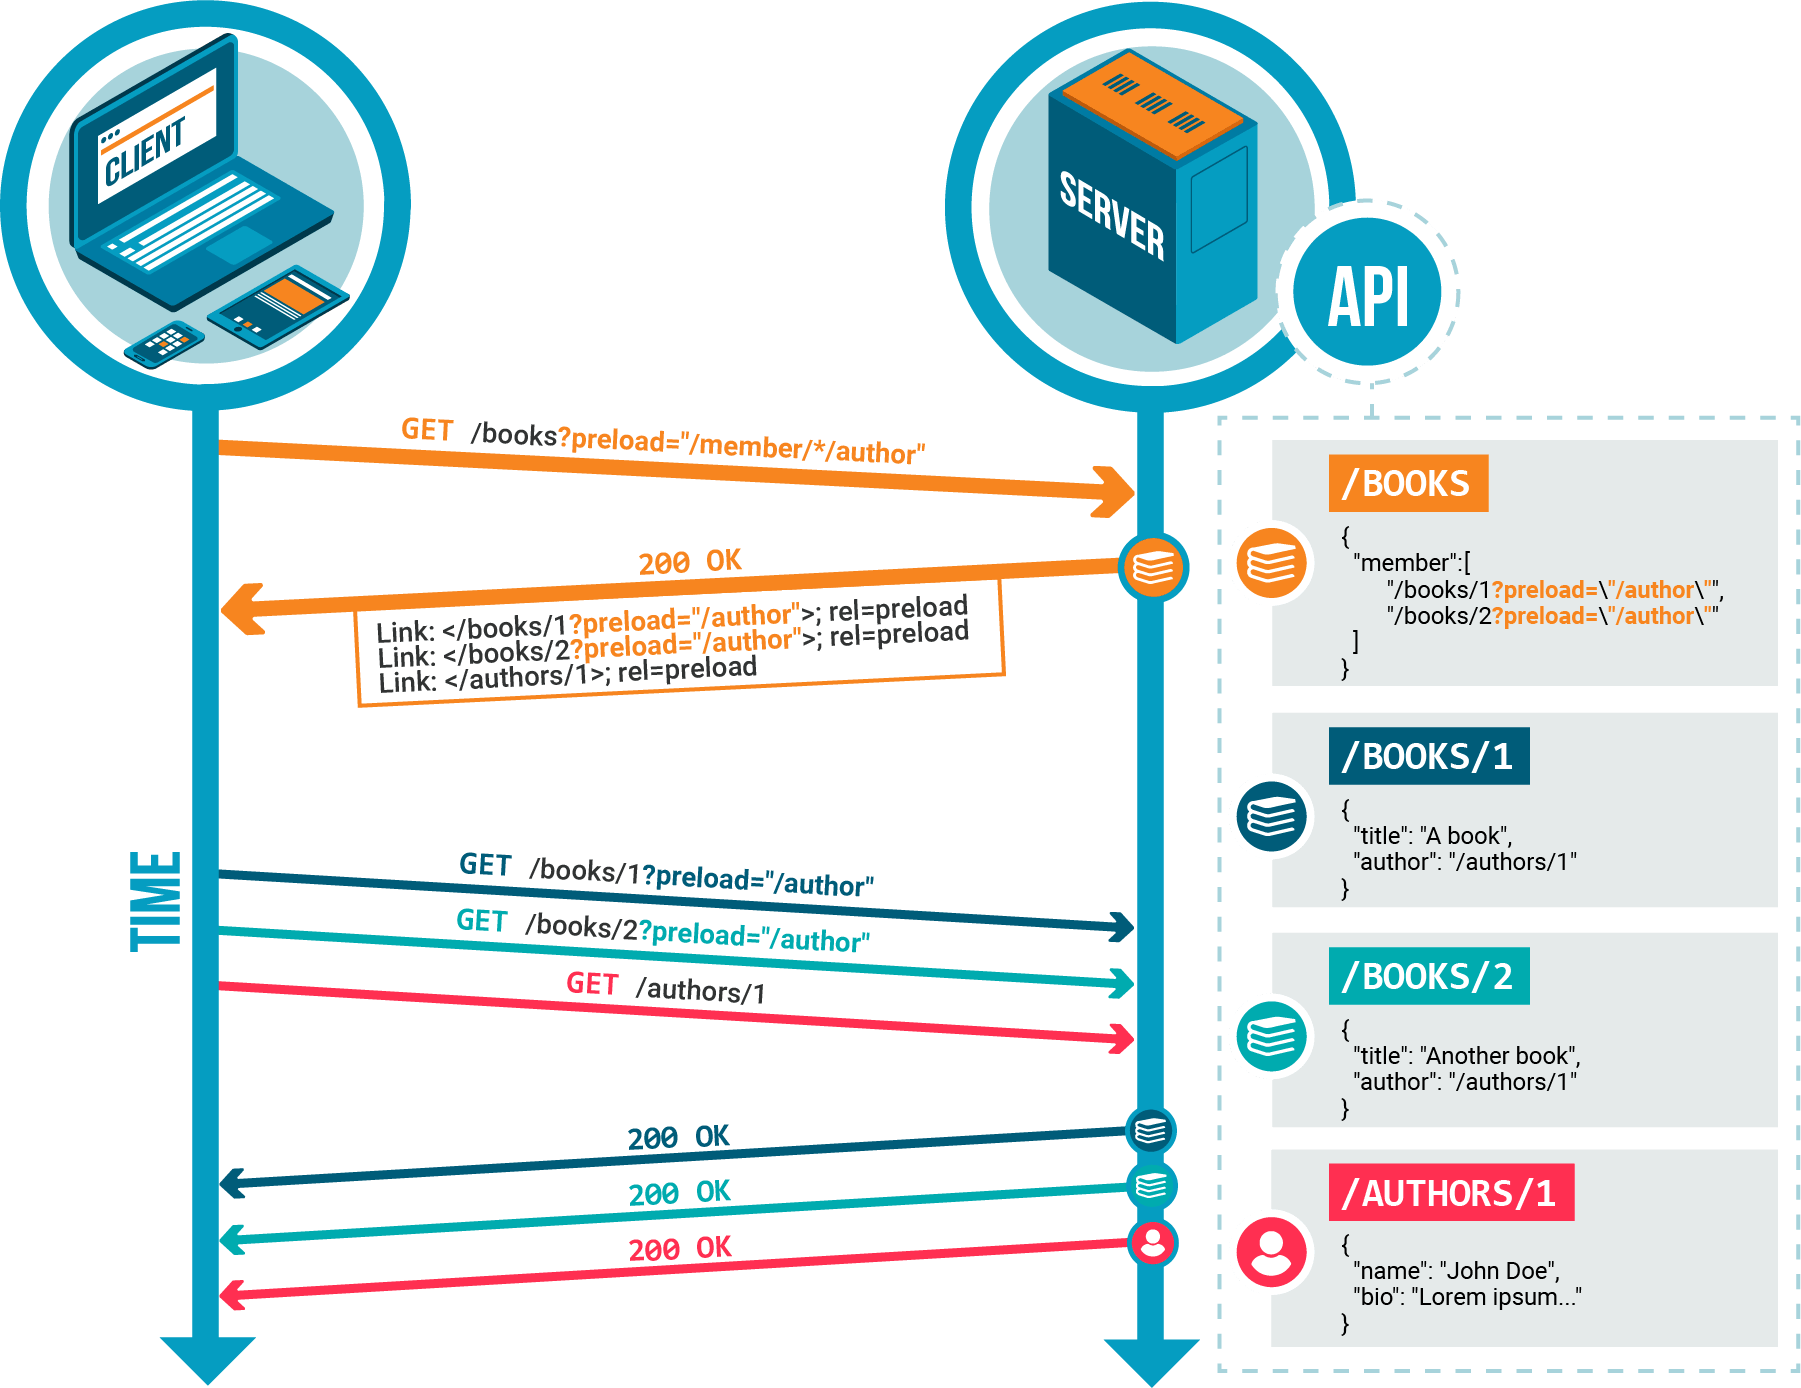 CLIENT
SERVER
API
GET /books?preload="/member/*/author"
200 OK
Link: </books/1?preload="/author">; rel=preload
Link: </books/2?preload="/author">; rel=preload
Link: </authors/1>; rel=preload
TIME
GET /books/1?preload="/author"
GET /books/2?preload="/author"
GET /authors/1
200 OK
200 OK
200 OK
/BOOKS
{
"member":[
"/books/1?preload=\"/author\"",
"/books/2?preload=\"/author\""
]
}
/BOOKS/1
{
"title": "A book",
"author": "/authors/1"
}
/BOOKS/2
{
"title": "Another book",
"author": "/authors/1"
}
/AUTHORS/1
{
"name": "John Doe",
"bio": "Lorem ipsum..."
}